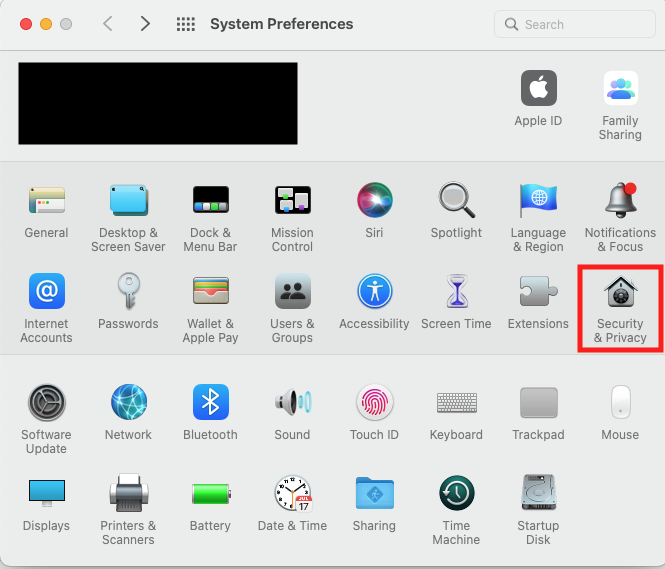 System Preferences
Search
Apple ID
Family
Sharing
General
Desktop &
Screen Saver
Dock &
Menu Bar
Mission
Control
Siri
Spotlight
Language
& Region
Notifications
& Focus
Internet
Accounts
Passwords
Wallet &
Apple Pay
Users &
Groups
Accessibility
Screen Time
Extensions
Security
& Privacy
Software
Update
Network
Bluetooth
Sound
Touch ID
Keyboard
Trackpad
Mouse
JUL
17
Displays
Printers &
Scanners
Battery
Date & Time
Sharing
Time
Machine
Startup
Disk